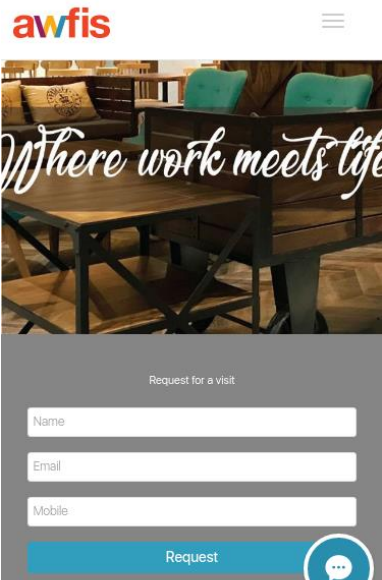 awfis
Where work meets life
Request for a visit
Name
Email
Mobile
Request